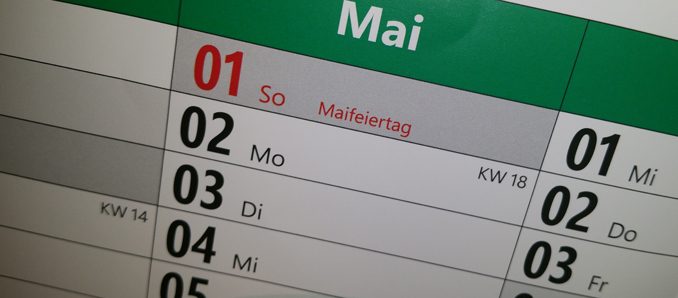 Mai
01 So Maifeiertag
02 Mo KW 18
03 Di
04 Mi
05
01 Mi
02 Do
03 Fr
KW 14